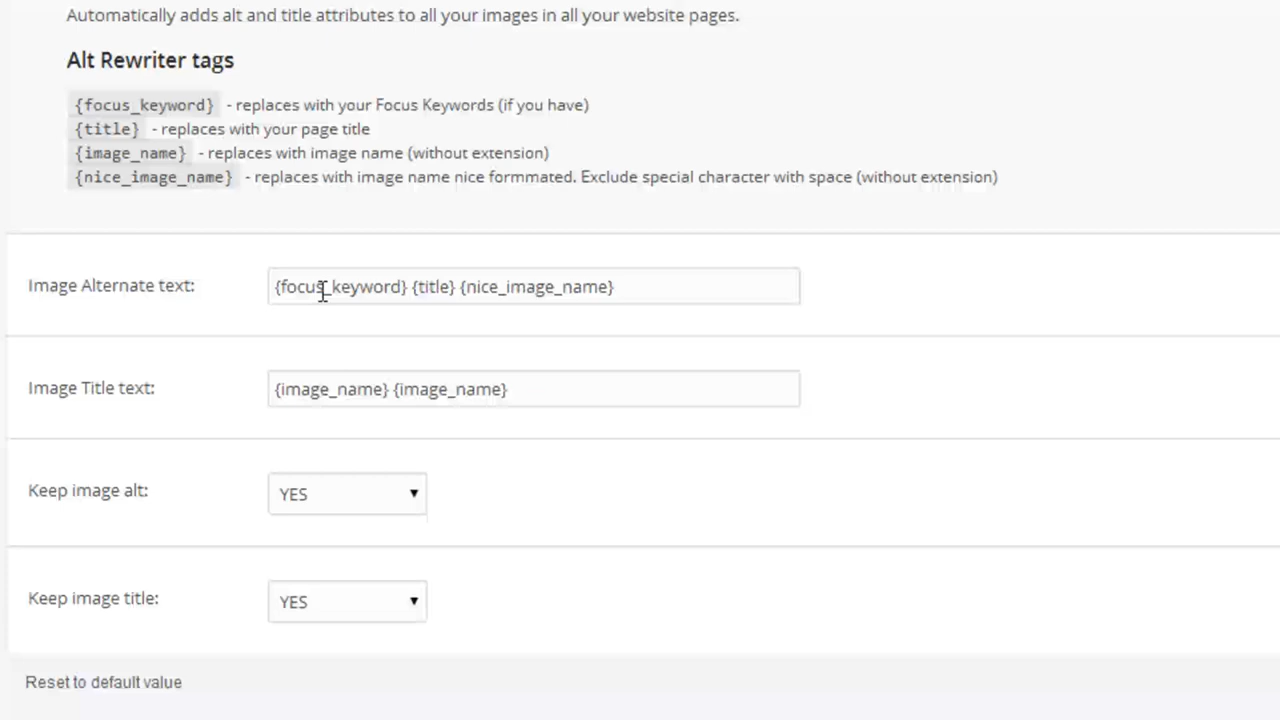 Automatically adds alt and title attributes to all your images in all your website pages.
Alt Rewriter tags
{focus_keyword} - replaces with your Focus Keywords (if you have)
{title} - replaces with your page title
{image_name} - replaces with image name (without extension)
{nice_image_name} - replaces with image name nice formmated. Exclude special character with space (without extension)
Image Alternate text: {focus_keyword} {title} {nice_image_name}
Image Title text: {image_name} {image_name}
Keep image alt: YES
Keep image title: YES
Reset to default value